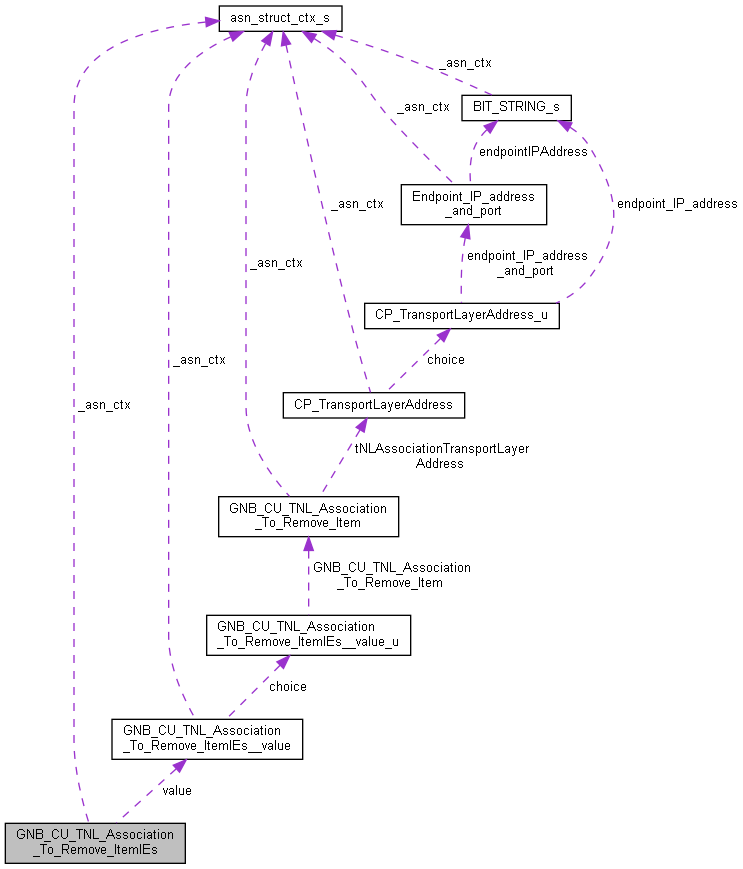 asn_struct_ctx_s
_asn_ctx
BIT_STRING_s
_asn_ctx
endpointIPAddress
Endpoint_IP_address
_and_port
_asn_ctx
endpoint_IP_address
endpoint_IP_address
_and_port
_asn_ctx
CP_TransportLayerAddress_u
_asn_ctx
choice
_asn_ctx
CP_TransportLayerAddress
tNLAssociationTransportLayer
Address
GNB_CU_TNL_Association
_To_Remove_Item
GNB_CU_TNL_Association
_To_Remove_Item
GNB_CU_TNL_Association
_To_Remove_ItemIEs__value_u
choice
GNB_CU_TNL_Association
_To_Remove_ItemIEs__value
value
GNB_CU_TNL_Association
_To_Remove_ItemIEs